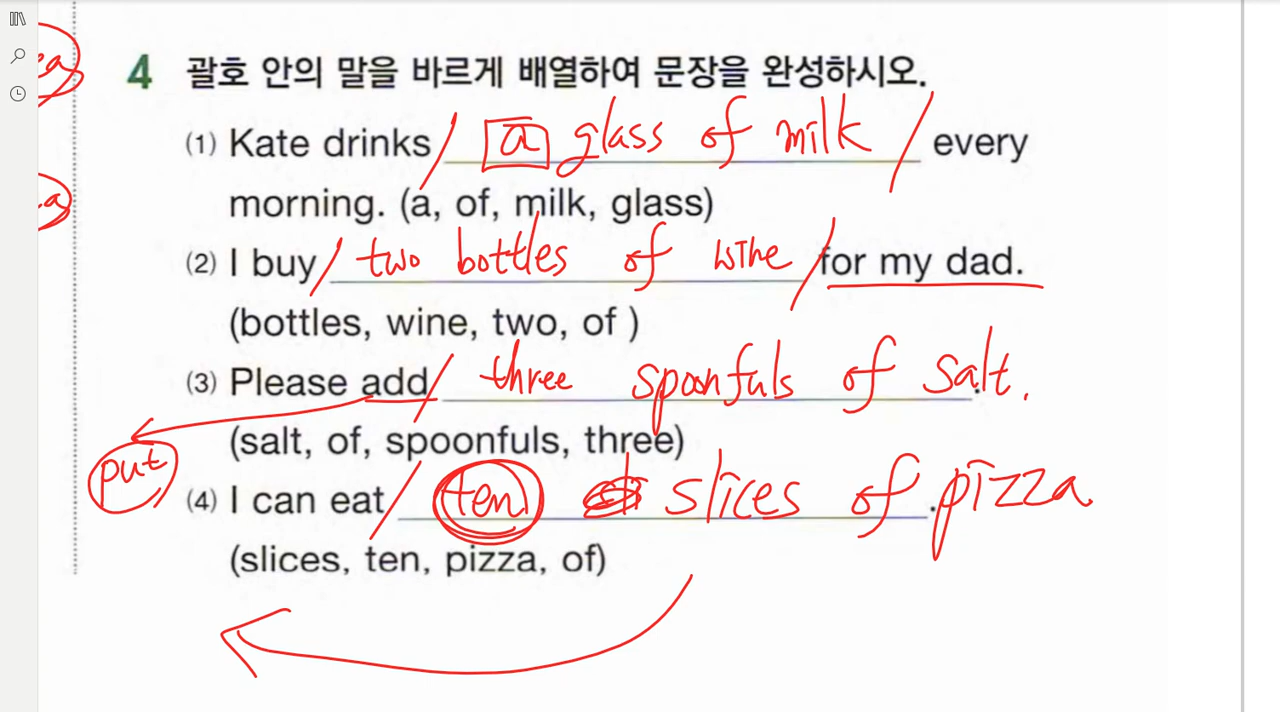 4 괄호 안의 말을 바르게 배열하여 문장을 완성하시오.
(1) Kate drinks / a glass of milk / every
morning. (a, of, milk, glass)
(2) I buy / two bottles of wine / for my dad.
(bottles, wine, two, of )
(3) Please add / three spoonfuls of salt.
(salt, of, spoonfuls, three)
put
(4) I can eat / ten slices of pizza.
(slices, ten, pizza, of)